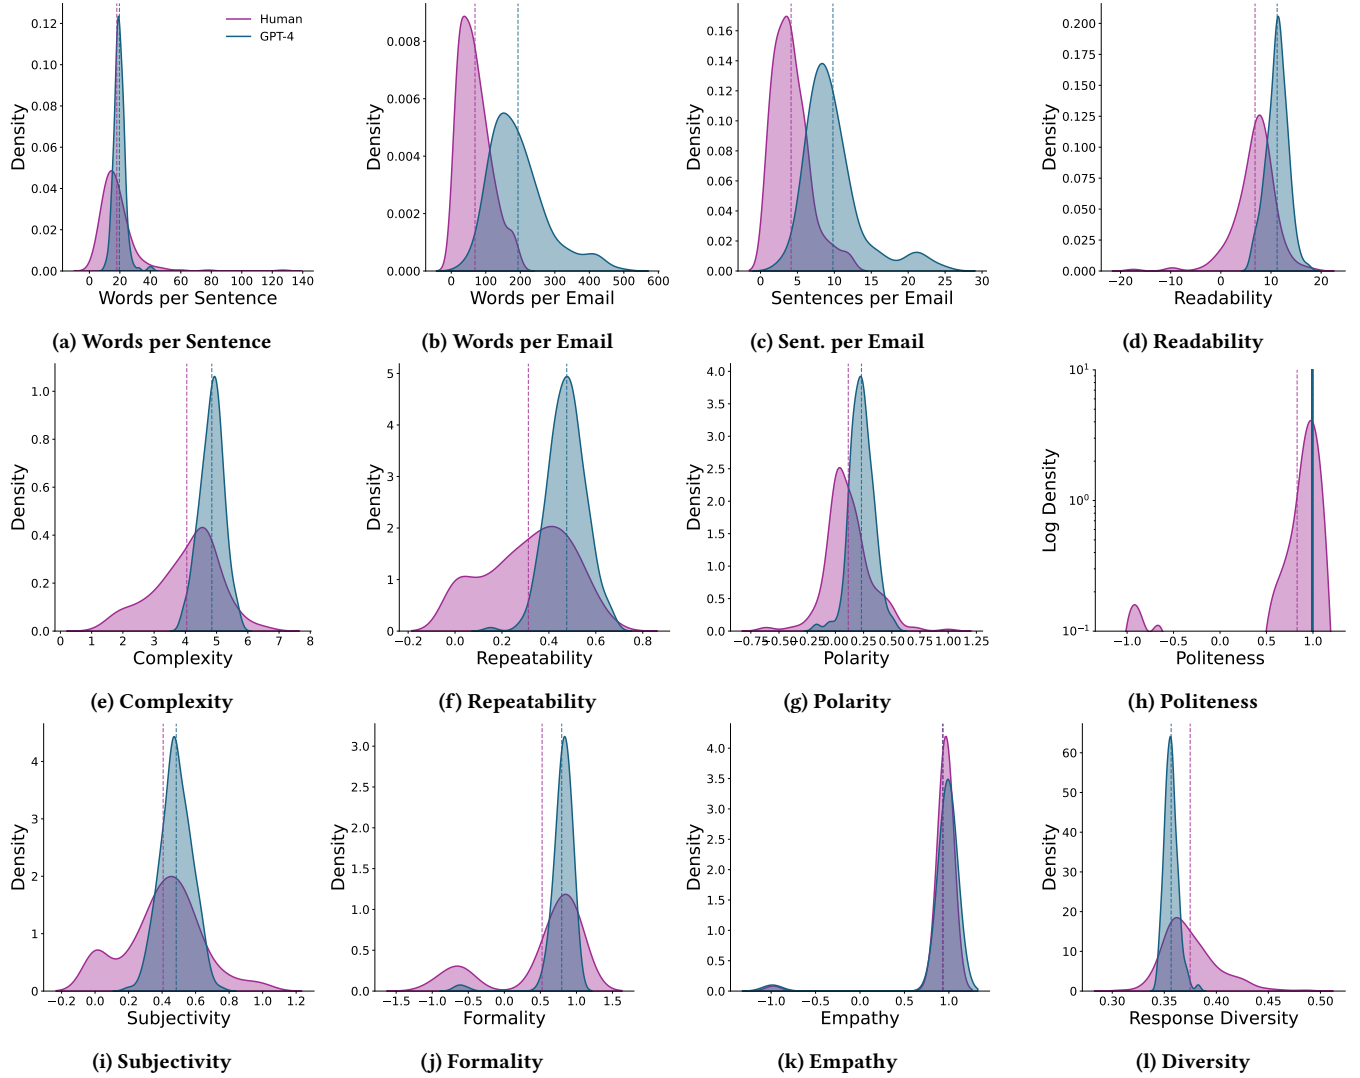 0.12
0.10
0.08
0.06
0.04
0.02
0.00
Density
0 20 40 60 80 100 120 140
Words per Sentence
Human
GPT-4
(a) Words per Sentence
0.008
0.006
0.004
0.002
0.000
Density
0 100 200 300 400 500 600
Words per Email
(b) Words per Email
0.16
0.14
0.12
0.10
0.08
0.06
0.04
0.02
0.00
Density
0 5 10 15 20 25 30
Sentences per Email
(c) Sent. per Email
0.200
0.175
0.150
0.125
0.100
0.075
0.050
0.025
0.000
Density
−20 −10 0 10 20
Readability
(d) Readability
1.0
0.8
0.6
0.4
0.2
0.0
Density
0 1 2 3 4 5 6 7 8
Complexity
(e) Complexity
5
4
3
2
1
0
Density
−0.2 0.0 0.2 0.4 0.6 0.8
Repeatability
(f) Repeatability
4.0
3.5
3.0
2.5
2.0
1.5
1.0
0.5
0.0
Density
−0.75−0.50−0.25 0.00 0.25 0.50 0.75 1.00 1.25
Polarity
(g) Polarity
10¹
10⁰
10⁻¹
Log Density
−1.0 −0.5 0.0 0.5 1.0
Politeness
(h) Politeness
4
3
2
1
0
Density
−0.2 0.0 0.2 0.4 0.6 0.8 1.0 1.2
Subjectivity
(i) Subjectivity
3.0
2.5
2.0
1.5
1.0
0.5
0.0
Density
−1.5 −1.0 −0.5 0.0 0.5 1.0 1.5
Formality
(j) Formality
4.0
3.5
3.0
2.5
2.0
1.5
1.0
0.5
0.0
Density
−1.0 −0.5 0.0 0.5 1.0
Empathy
(k) Empathy
60
50
40
30
20
10
0
Density
0.30 0.35 0.40 0.45 0.50
Response Diversity
(l) Diversity